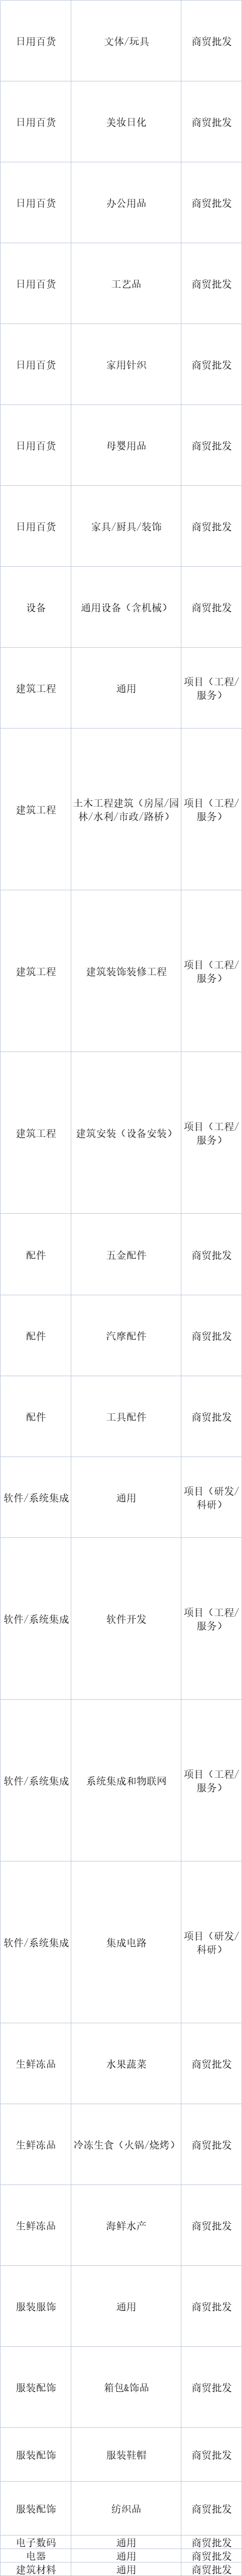 日用百货 文体/玩具 商贸批发
日用百货 美妆日化 商贸批发
日用百货 办公用品 商贸批发
日用百货 工艺品 商贸批发
日用百货 家用针织 商贸批发
日用百货 母婴用品 商贸批发
日用百货 家具/厨具/装饰 商贸批发
设备 通用设备（含机械） 商贸批发
建筑工程 通用 项目（工程/
服务）
建筑工程 土木工程建筑（房屋/园 项目（工程/
林/水利/市政/路桥） 服务）
建筑工程 建筑装饰装修工程 项目（工程/
服务）
建筑工程 建筑安装（设备安装） 项目（工程/
服务）
配件 五金配件 商贸批发
配件 汽摩配件 商贸批发
配件 工具配件 商贸批发
软件/系统集成 通用 项目（研发/
科研）
软件/系统集成 软件开发 项目（工程/
服务）
软件/系统集成 系统集成和物联网 项目（工程/
服务）
软件/系统集成 集成电路 项目（研发/
科研）
生鲜冻品 水果蔬菜 商贸批发
生鲜冻品 冷冻生食（火锅/烧烤） 商贸批发
生鲜冻品 海鲜水产 商贸批发
服装服饰 通用 商贸批发
服装配饰 箱包&饰品 商贸批发
服装配饰 服装鞋帽 商贸批发
服装配饰 纺织品 商贸批发
电子数码 通用 商贸批发
电器 通用 商贸批发
建筑材料 通用 商贸批发